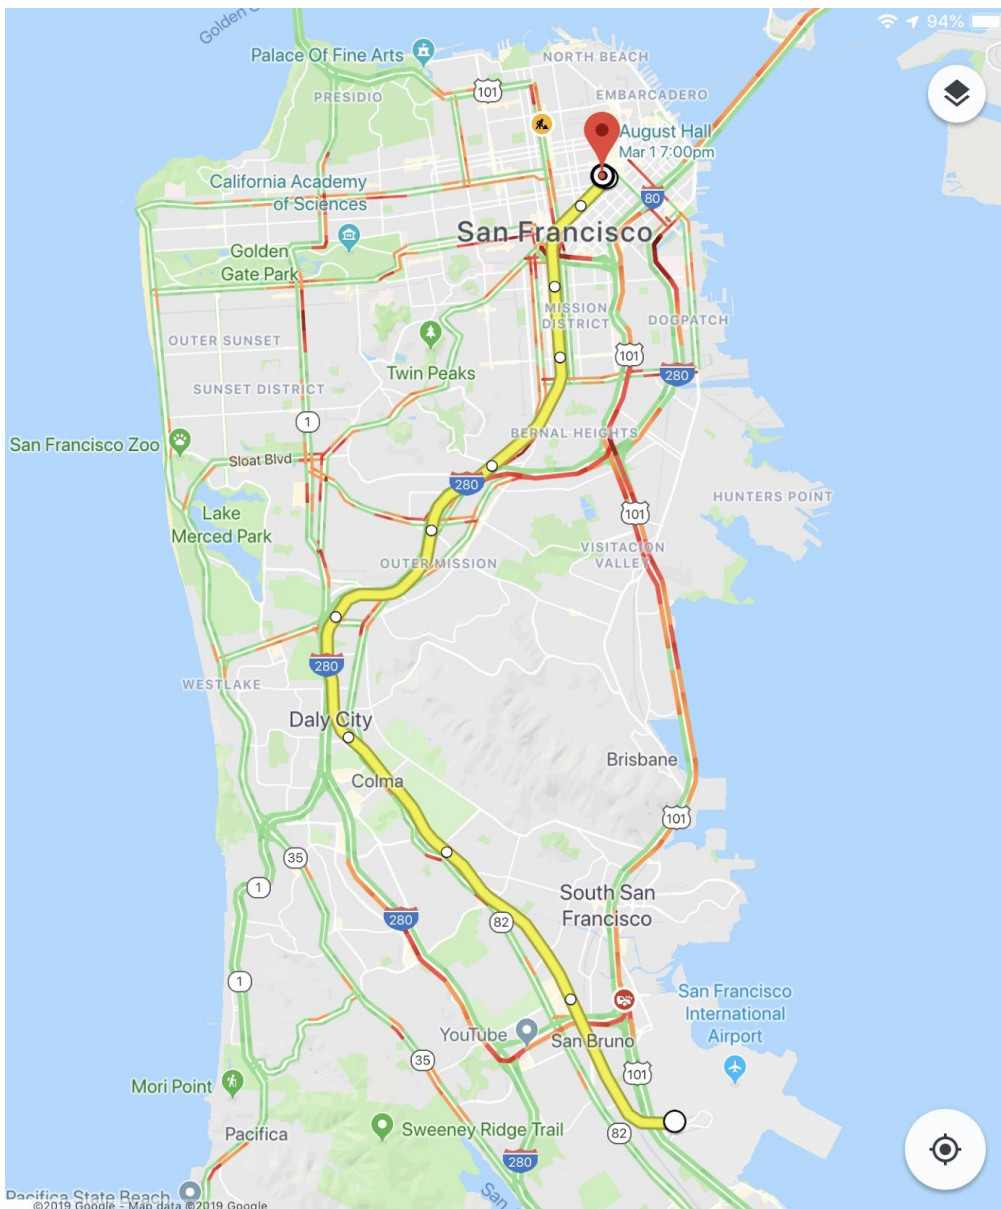 Golden G
94%
Palace Of Fine Arts
NORTH BEACH
101
PRESIDIO
EMBARCADERO
August Hall
Mar 1 7:00pm
California Academy
of Sciences
80
San Francisco
Golden
Gate Park
MISSION
DISTRICT
DOGPATCH
OUTER SUNSET
101
Twin Peaks
280
SUNSET DISTRICT
1
BERNAL HEIGHTS
San Francisco Zoo
Sloat Blvd
280
HUNTERS POINT
Lake
Merced Park
101
OUTER MISSION
VISITACION
VALLEY
280
WESTLAKE
Daly City
Brisbane
Colma
101
35
1
South San
Francisco
280
82
1
San Francisco
International
Airport
YouTube
San Bruno
35
101
Mori Point
Sweeney Ridge Trail
82
Pacifica
280
Pacifica State Beach
San
©2019 Google - Map data ©2019 Google